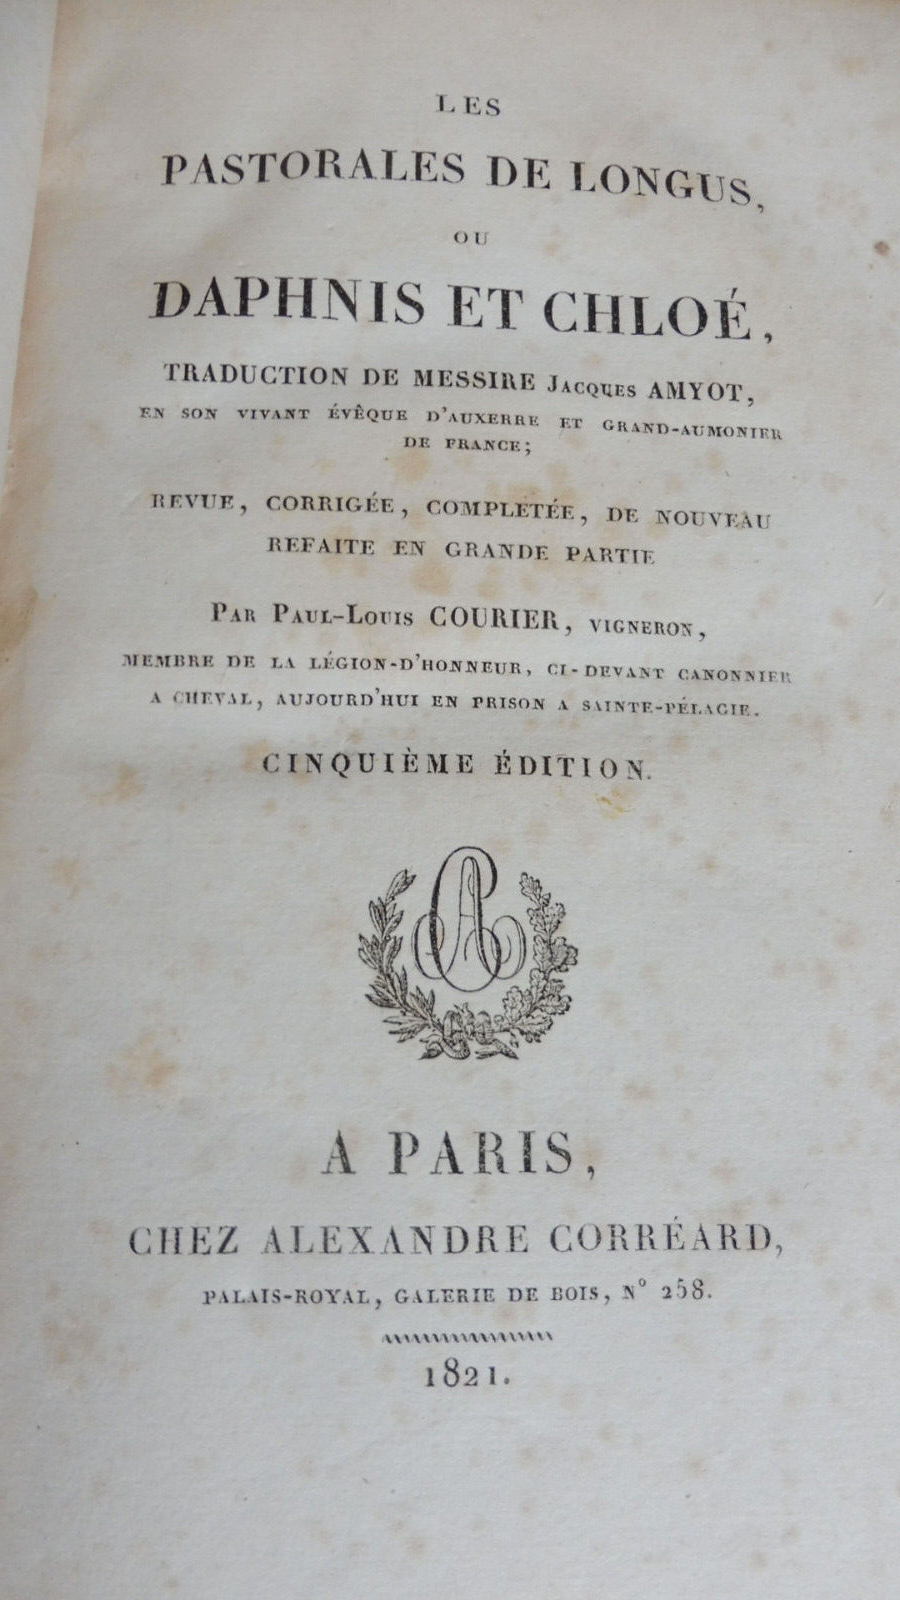 LES
PASTORALES DE LONGUS,
OU
DAPHNIS ET CHLOÉ,
TRADUCTION DE MESSIRE JACQUES AMYOT,
EN SON VIVANT ÉVÊQUE D'AUXERRE ET GRAND-AUMONIER
DE FRANCE;
REVUE, CORRIGÉE, COMPLETÉE, DE NOUVEAU
REFAITE EN GRANDE PARTIE
PAR PAUL-LOUIS COURIER, VIGNERON,
MEMBRE DE LA LÉGION-D'HONNEUR, CI-DEVANT CANONNIER
A CHEVAL, AUJOURD'HUI EN PRISON A SAINTE-PÉLAGIE.
CINQUIÈME ÉDITION.
AC
A PARIS,
CHEZ ALEXANDRE CORRÉARD,
PALAIS-ROYAL, GALERIE DE BOIS, N° 258.
1821.